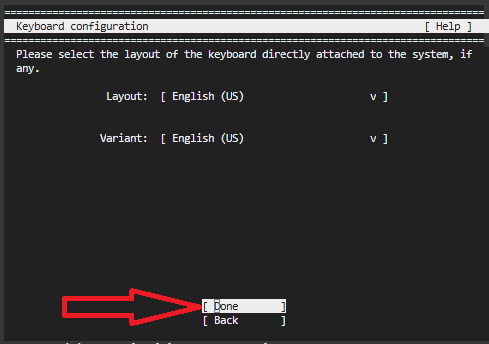 Keyboard configuration [ Help ]
Please select the layout of the keyboard directly attached to the system, if
any.
Layout: [ English (US) v ]
Variant: [ English (US) v ]
[ Done ]
[ Back ]